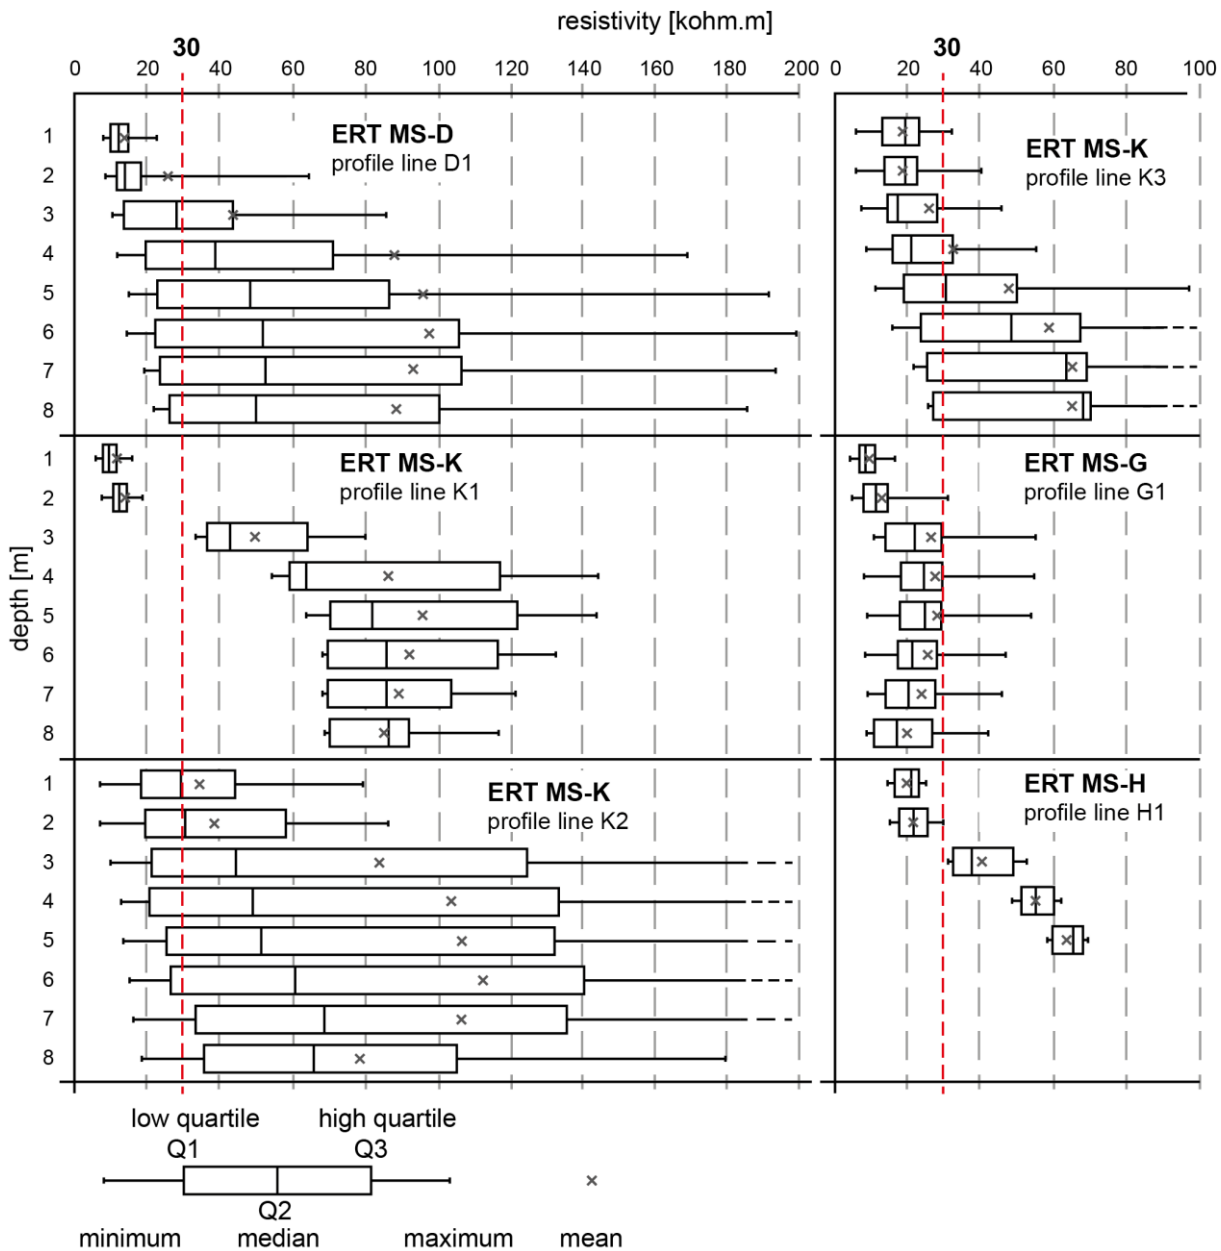 resistivity [kohm.m]
30
30
0 20 40 60 80 100 120 140 160 180 200
0 20 40 60 80 100
depth [m]
1
2
3
4
5
6
7
8
ERT MS-D
profile line D1
ERT MS-K
profile line K3
1
2
3
4
5
6
7
8
ERT MS-K
profile line K1
ERT MS-G
profile line G1
1
2
3
4
5
6
7
8
ERT MS-K
profile line K2
ERT MS-H
profile line H1
low quartile high quartile
Q1 Q3
Q2
minimum median maximum mean